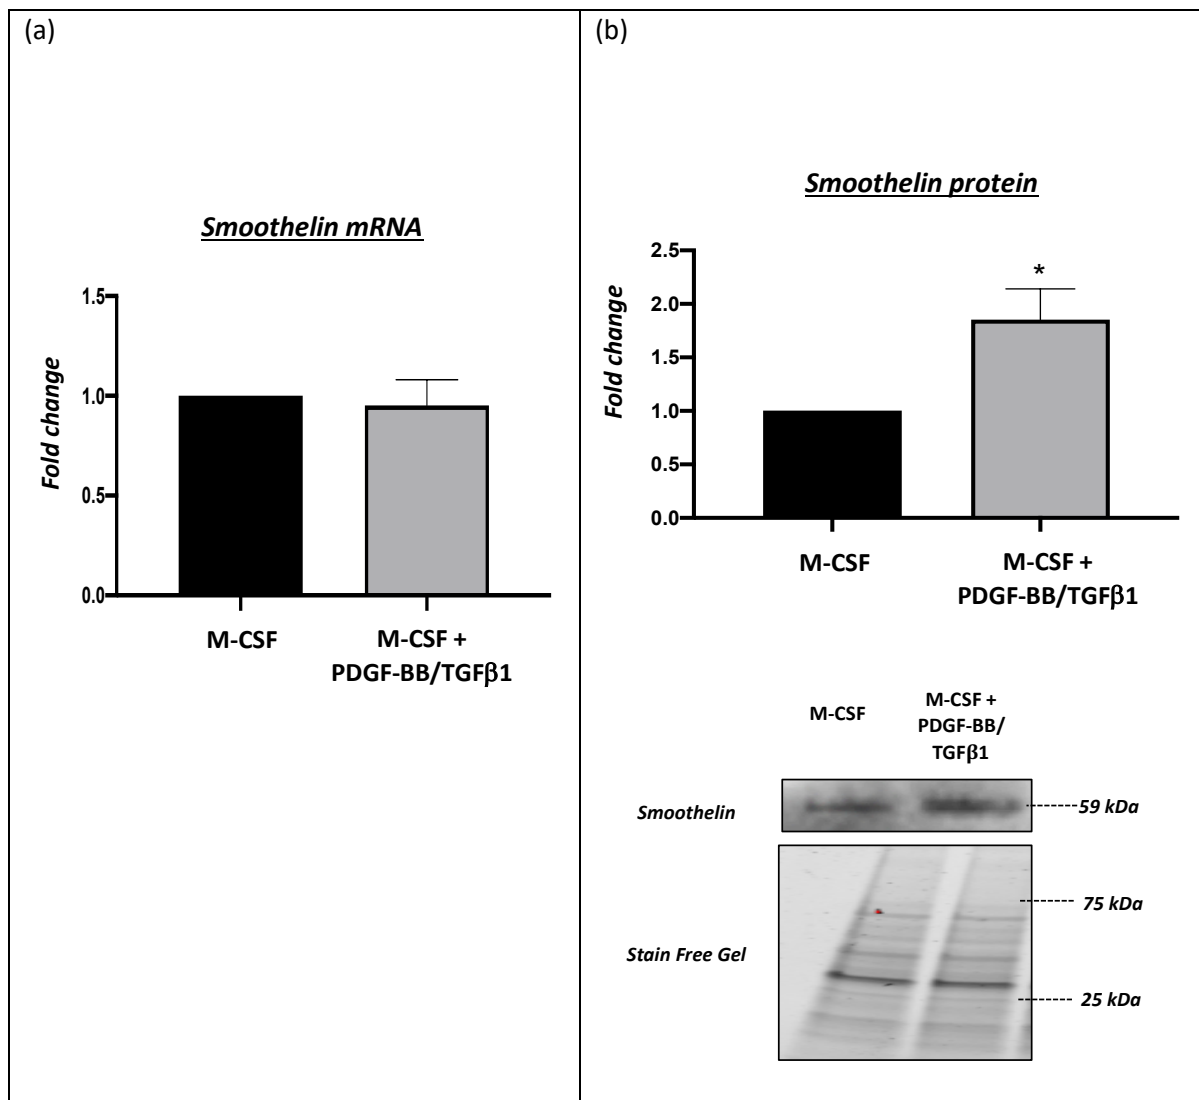 (a)
Smoothelin mRNA
Fold change
1.5
1.0
0.5
0.0
M-CSF
M-CSF +
PDGF-BB/TGFβ1
(b)
Smoothelin protein
Fold change
2.5
2.0
1.5
1.0
0.5
0.0
*
M-CSF
M-CSF +
PDGF-BB/TGFβ1
M-CSF
M-CSF +
PDGF-BB/
TGFβ1
Smoothelin
59 kDa
75 kDa
Stain Free Gel
25 kDa